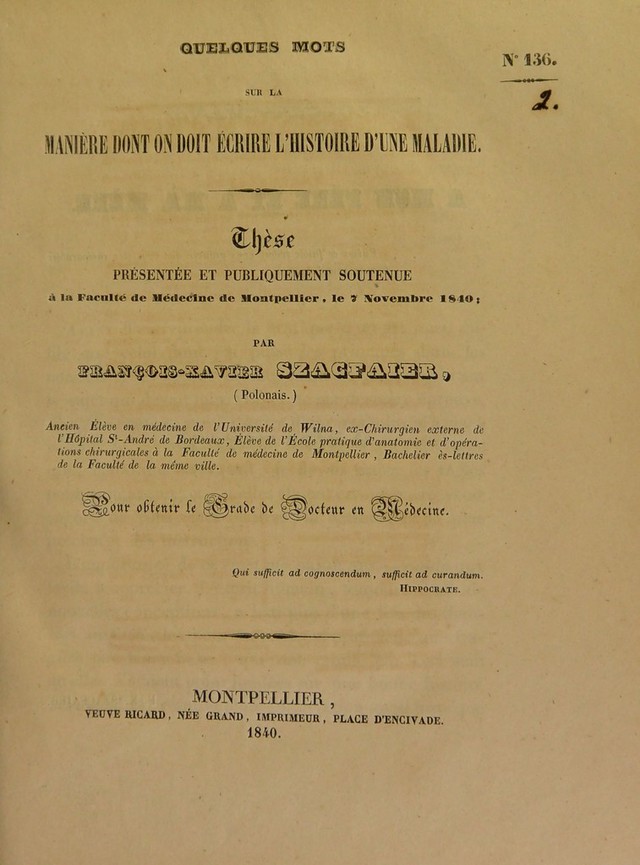 QUELQUES MOTS
N° 136.
SUR LA
2.
MANIÈRE DONT ON DOIT ÉCRIRE L'HISTOIRE D'UNE MALADIE.
Thèse
PRÉSENTÉE ET PUBLIQUEMENT SOUTENUE
à la Faculté de Médecine de Montpellier, le 7 Novembre 1840;
PAR
FRANÇOIS-XAVIER SZACFAIER,
(Polonais.)
Ancien Élève en médecine de l'Université de Wilna, ex-Chirurgien externe de
l'Hôpital St-André de Bordeaux, Élève de l'École pratique d'anatomie et d'opéra-
tions chirurgicales à la Faculté de médecine de Montpellier, Bachelier ès-lettres
de la Faculté de la même ville.
Pour obtenir le Grade de Docteur en Médecine.
Qui sufficit ad cognoscendum, sufficit ad curandum.
HIPPOCRATE.
MONTPELLIER,
VEUVE RICARD, NÉE GRAND, IMPRIMEUR, PLACE D'ENCIVADE.
1840.